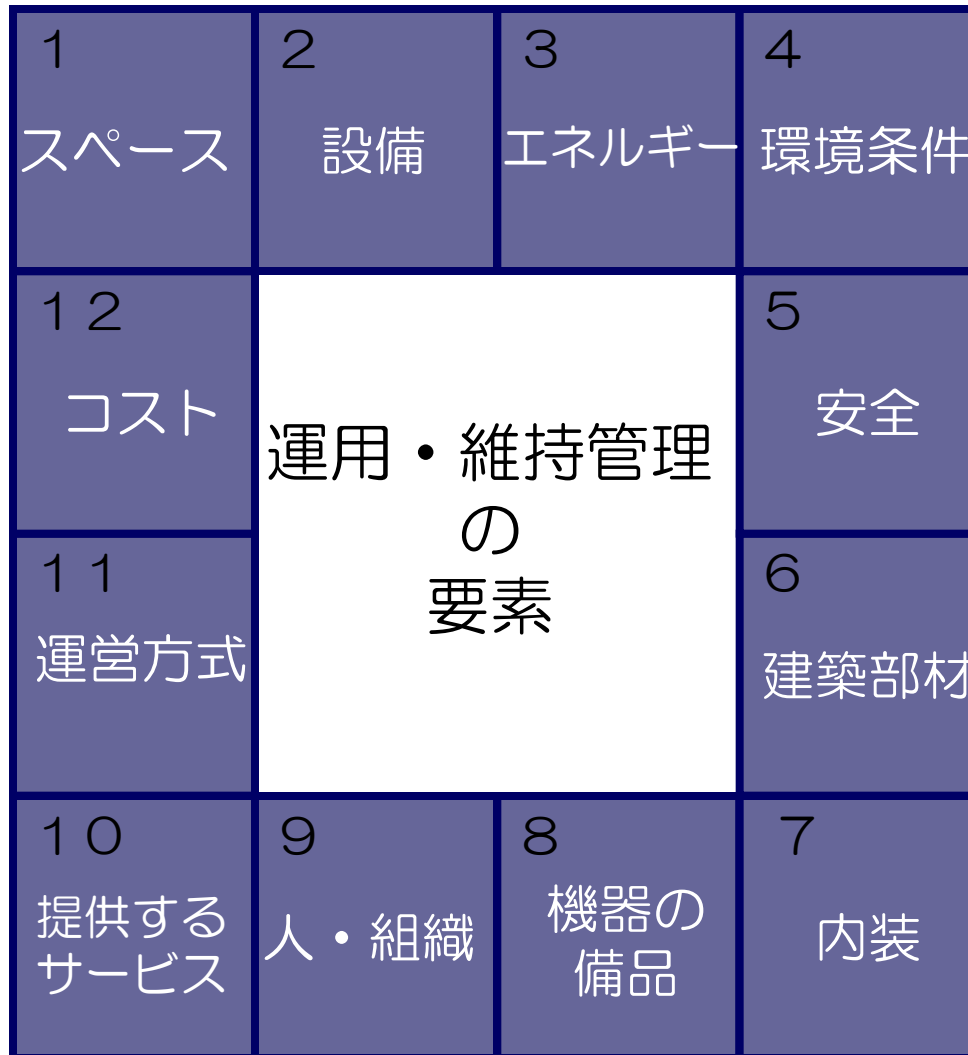 １
スペース
２
設備
３
エネルギー
４
環境条件
１２
コスト
運用・維持管理
の
要素
５
安全
１１
運営方式
６
建築部材
１０
提供する
サービス
９
人・組織
８
機器の
備品
７
内装